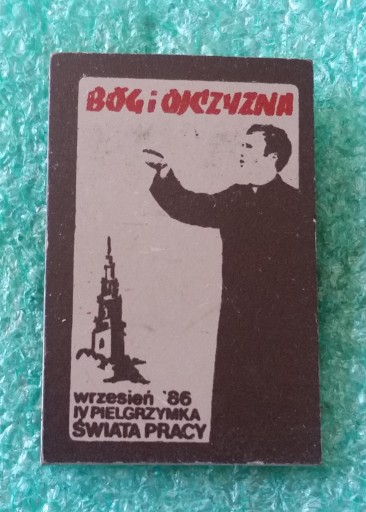 BÓG i OJCZYZNA
wrzesień '86
IV PIELGRZYMKA
ŚWIATA PRACY